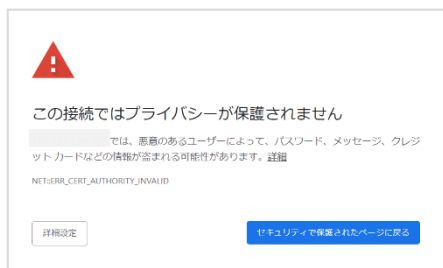 この接続ではプライバシーが保護されません
では、悪意のあるユーザーによって、パスワード、メッセージ、クレジ
ット カードなどの情報が盗まれる可能性があります。詳細
NET::ERR_CERT_AUTHORITY_INVALID
詳細設定
セキュリティで保護されたページに戻る